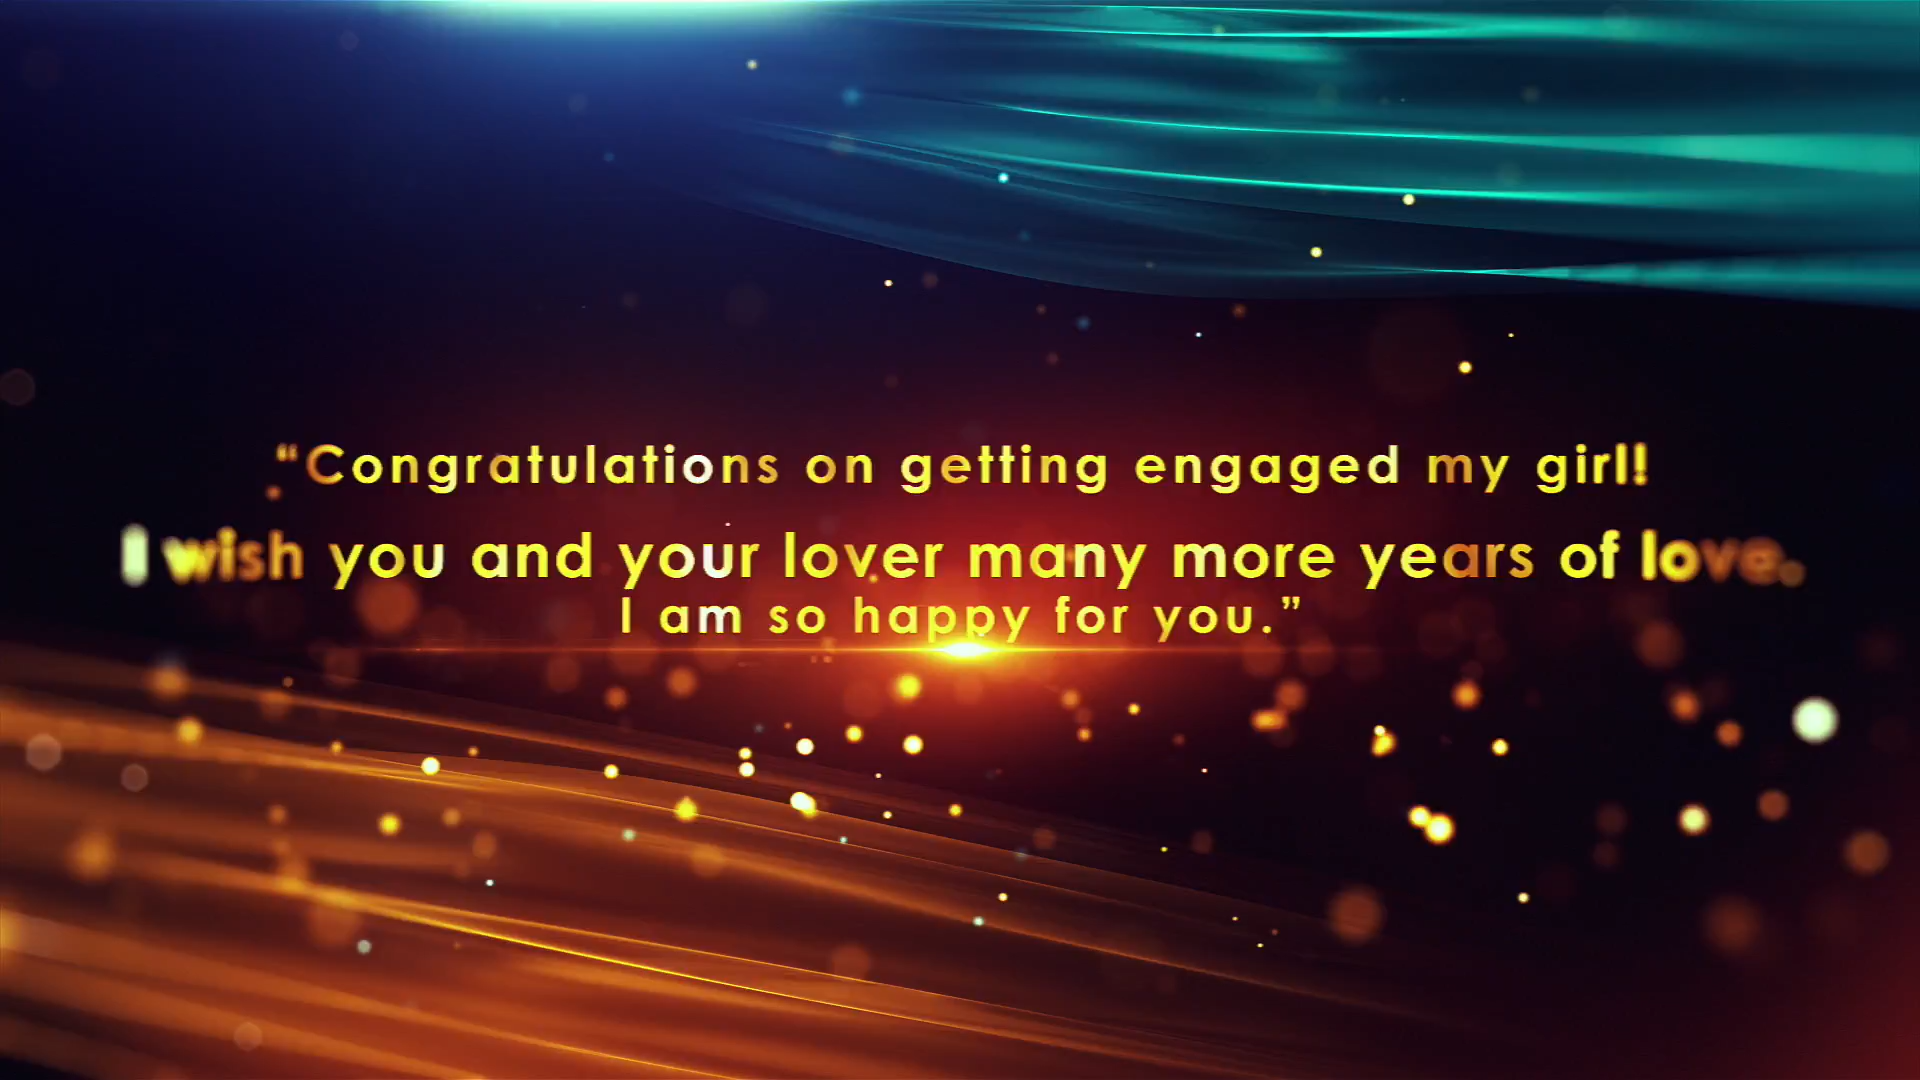 “Congratulations on getting engaged my girl!
I wish you and your lover many more years of love.
I am so happy for you.”